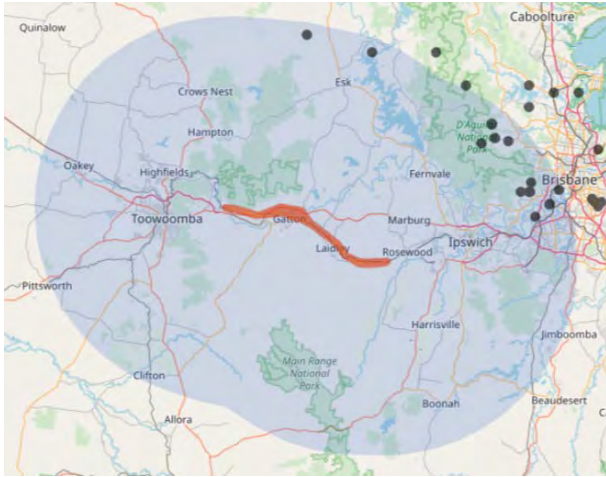 Caboolture
Quinalow
Esk
Crows Nest
D'Aguilar
National
Park
Hampton
Oakey
Highfields
Fernvale
Brisbane
Toowoomba
Gatton
Marburg
Ipswich
Laidley
Rosewood
Pittsworth
Harrisville
Jimboomba
Main Range
National
Park
Clifton
Boonah
Beaudesert
Allora